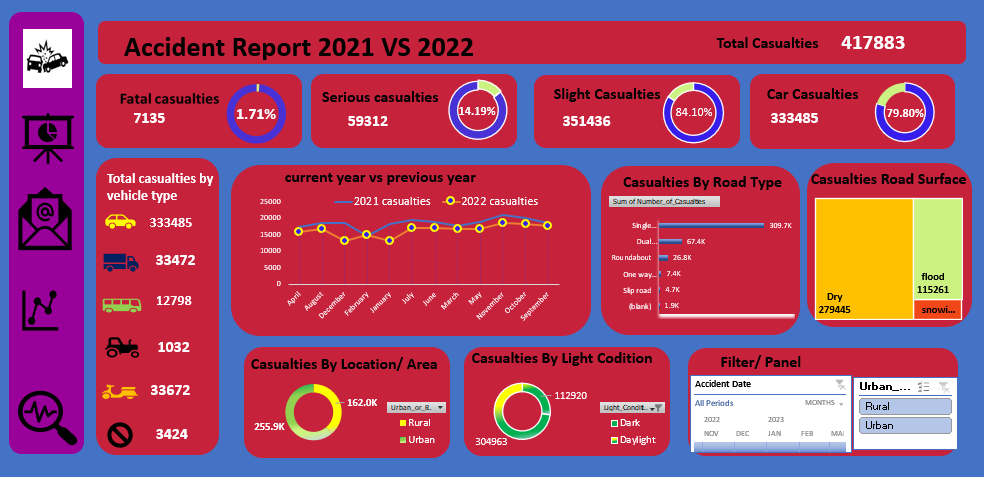 Accident Report 2021 VS 2022
Total Casualties 417883
Fatal casualties
7135
1.71%
Serious casualties
59312
14.19%
Slight Casualties
351436
84.10%
Car Casualties
333485
79.80%
Total casualties by
vehicle type
333485
33472
12798
1032
33672
3424
current year vs previous year
2021 casualties
2022 casualties
25000
20000
15000
10000
5000
0
April
August
December
February
January
July
June
March
May
November
October
September
Casualties By Road Type
Sum of Number_of_Casualties
Single... 309.7K
Dual... 67.4K
Roundabout 26.8K
One way... 7.4K
Slip road 4.7K
(blank) 1.9K
Casualties Road Surface
Dry
279445
flood
115261
snowi...
Casualties By Location/ Area
162.0K
255.9K
Urban_or_R..
Rural
Urban
Casualties By Light Codition
112920
304963
Light_Condit..
Dark
Daylight
Filter/ Panel
Accident Date
All Periods
MONTHS
2022
2023
NOV DEC JAN FEB MAI
Urban_...
Rural
Urban
@